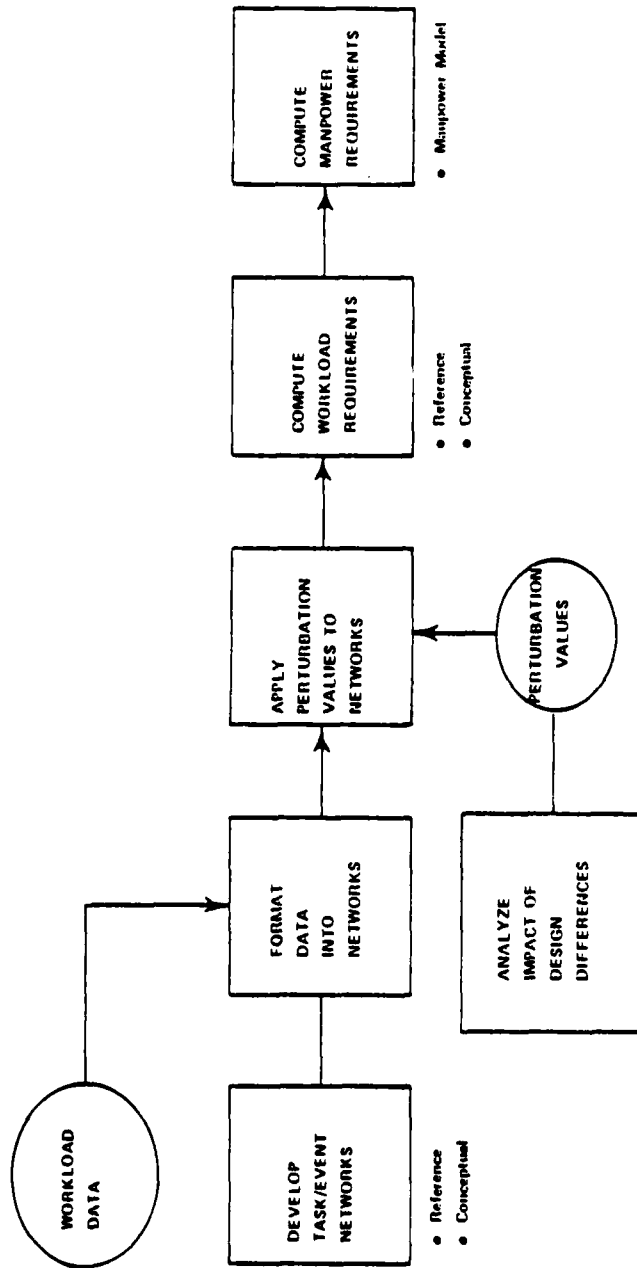 WORKLOAD
DATA
DEVELOP
TASK/EVENT
NETWORKS
• Reference
• Conceptual
FORMAT
DATA
INTO
NETWORKS
ANALYZE
IMPACT OF
DESIGN
DIFFERENCES
PERTURBATION
VALUES
APPLY
PERTURBATION
VALUES TO
NETWORKS
COMPUTE
WORKLOAD
REQUIREMENTS
• Reference
• Conceptual
COMPUTE
MANPOWER
REQUIREMENTS
• Manpower Model